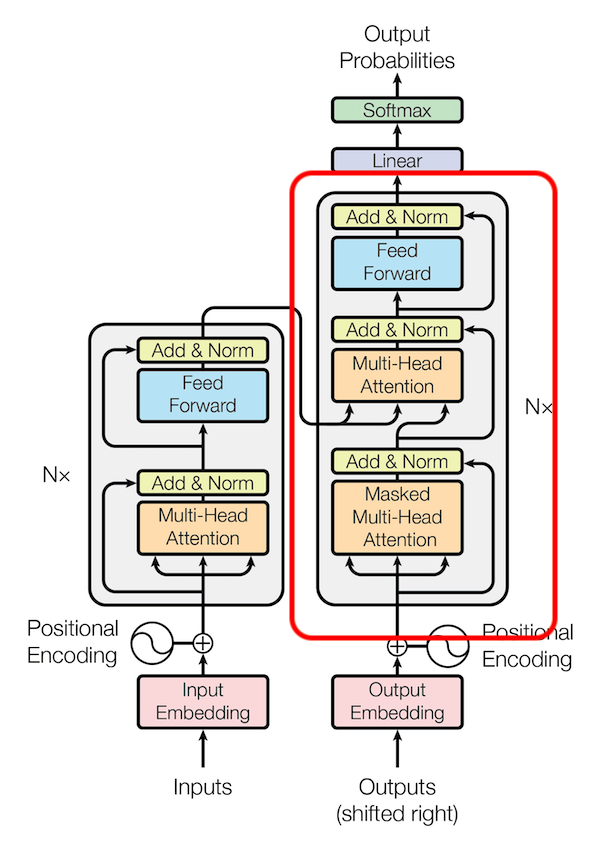 Output
Probabilities
Softmax
Linear
Add & Norm
Feed
Forward
Add & Norm
Multi-Head
Attention
Add & Norm
Masked
Multi-Head
Attention
N×
Add & Norm
Feed
Forward
Add & Norm
Multi-Head
Attention
N×
Positional
Encoding
Positional
Encoding
Input
Embedding
Output
Embedding
Inputs
Outputs
(shifted right)